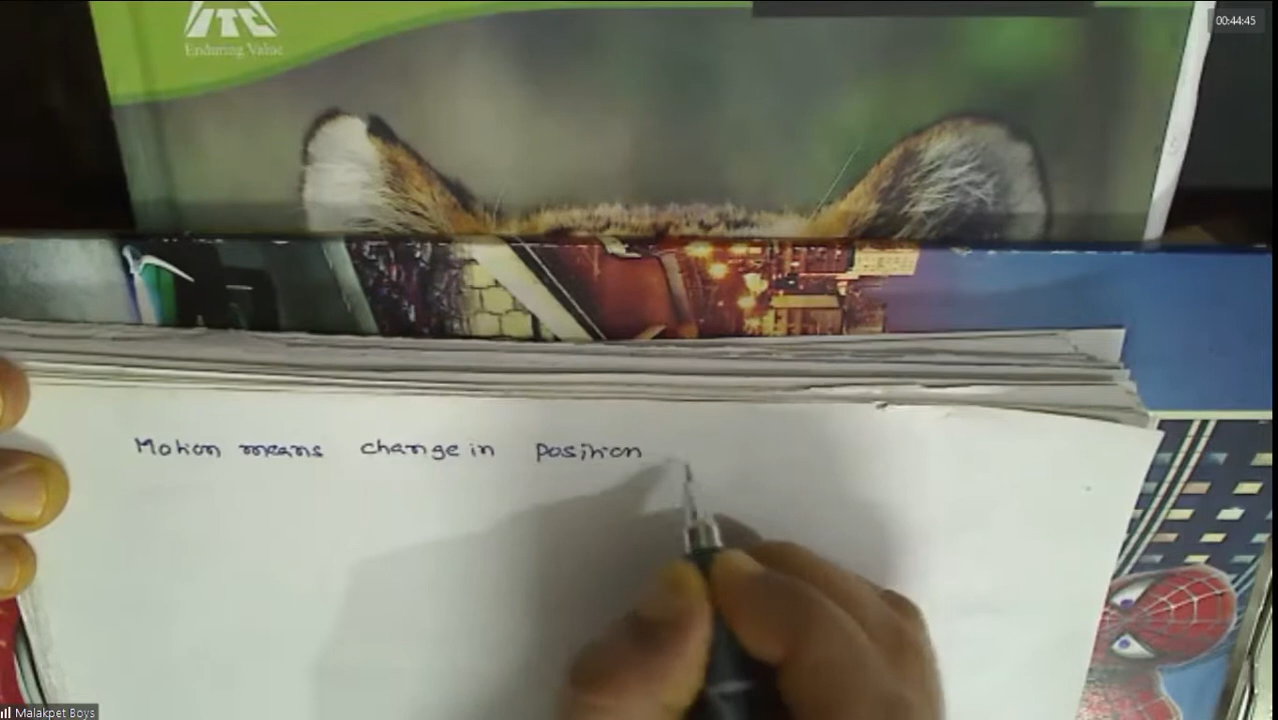 ITC
Enduring Value
00:44:45
Motion means change in position
Malakpet Boys